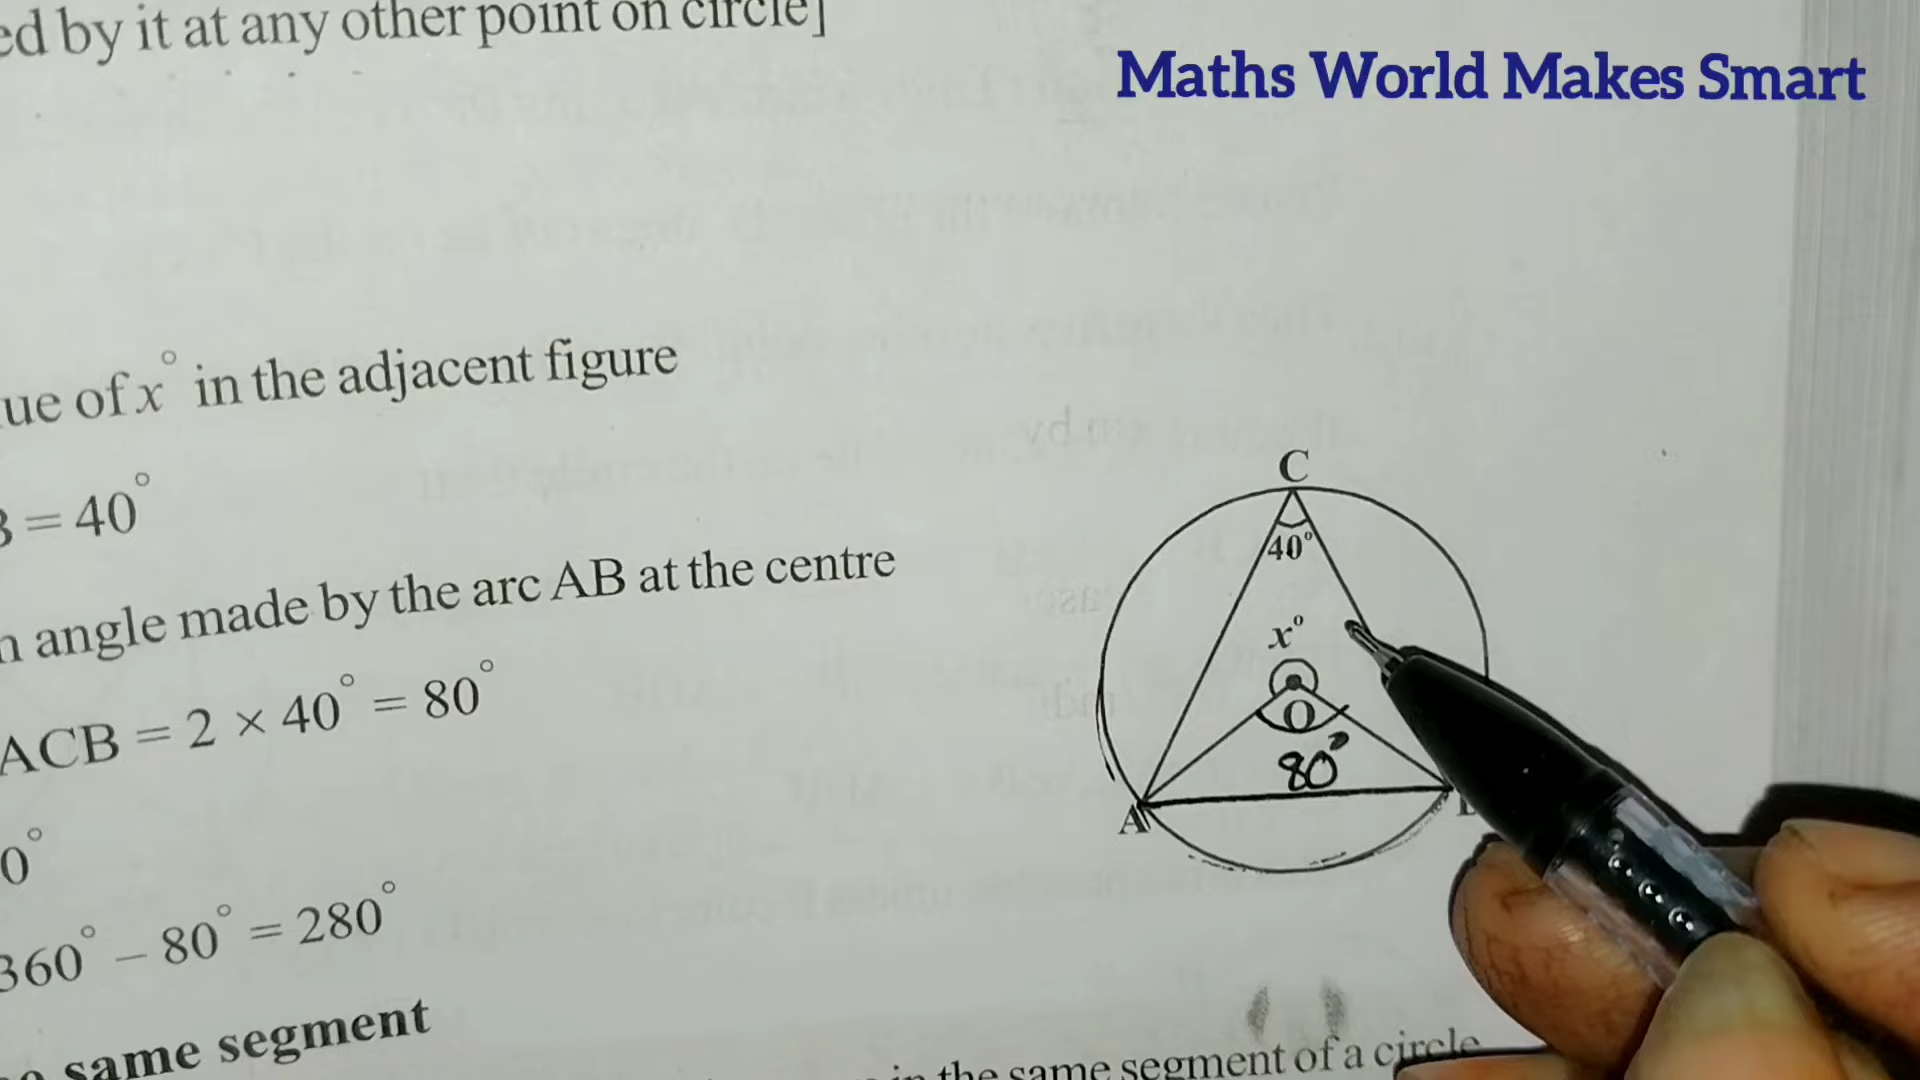 ed by it at any other point on circle]
Maths World Makes Smart
ue of x° in the adjacent figure
= 40°
angle made by the arc AB at the centre
ACB = 2 × 40° = 80°
0°
360° – 80° = 280°
same segment
in the same segment of a circle
C
40°
x°
O
80°
A